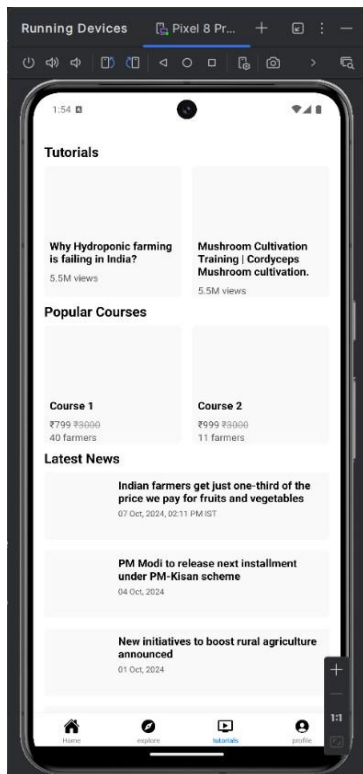 Running Devices
Pixel 8 Pr...
1:54
Tutorials
Why Hydroponic farming
is failing in India?
5.5M views
Mushroom Cultivation
Training | Cordyceps
Mushroom cultivation.
5.5M views
Popular Courses
Course 1
₹799 ₹3000
40 farmers
Course 2
₹999 ₹3000
11 farmers
Latest News
Indian farmers get just one-third of the
price we pay for fruits and vegetables
07 Oct, 2024, 02:11 PM IST
PM Modi to release next installment
under PM-Kisan scheme
04 Oct, 2024
New initiatives to boost rural agriculture
announced
01 Oct, 2024
1:1
Home
explore
tutorials
profile